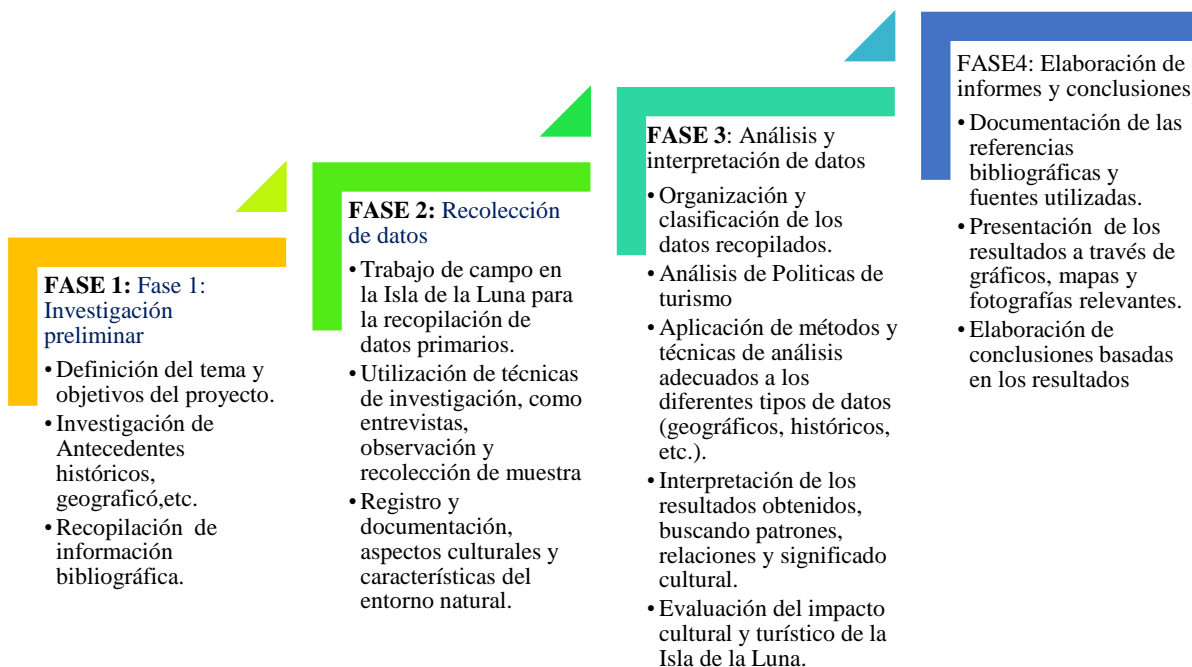 FASE 1: Fase 1:
Investigación
preliminar
• Definición del tema y
objetivos del proyecto.
• Investigación de
Antecedentes
históricos,
geograficó,etc.
• Recopilación de
información
bibliográfica.
FASE 2: Recolección
de datos
• Trabajo de campo en
la Isla de la Luna para
la recopilación de
datos primarios.
• Utilización de técnicas
de investigación, como
entrevistas,
observación y
recolección de muestra
• Registro y
documentación,
aspectos culturales y
características del
entorno natural.
FASE 3: Análisis y
interpretación de datos
• Organización y
clasificación de los
datos recopilados.
• Análisis de Politicas de
turismo
• Aplicación de métodos y
técnicas de análisis
adecuados a los
diferentes tipos de datos
(geográficos, históricos,
etc.).
• Interpretación de los
resultados obtenidos,
buscando patrones,
relaciones y significado
cultural.
• Evaluación del impacto
cultural y turístico de la
Isla de la Luna.
FASE4: Elaboración de
informes y conclusiones
• Documentación de las
referencias
bibliográficas y
fuentes utilizadas.
• Presentación de los
resultados a través de
gráficos, mapas y
fotografías relevantes.
• Elaboración de
conclusiones basadas
en los resultados